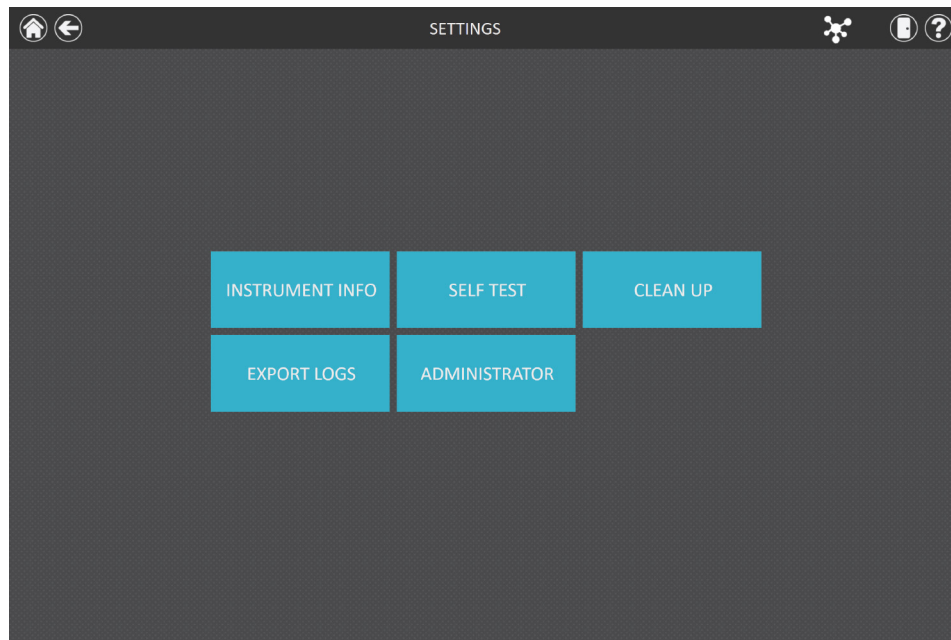 SETTINGS
?
INSTRUMENT INFO
SELF TEST
CLEAN UP
EXPORT LOGS
ADMINISTRATOR